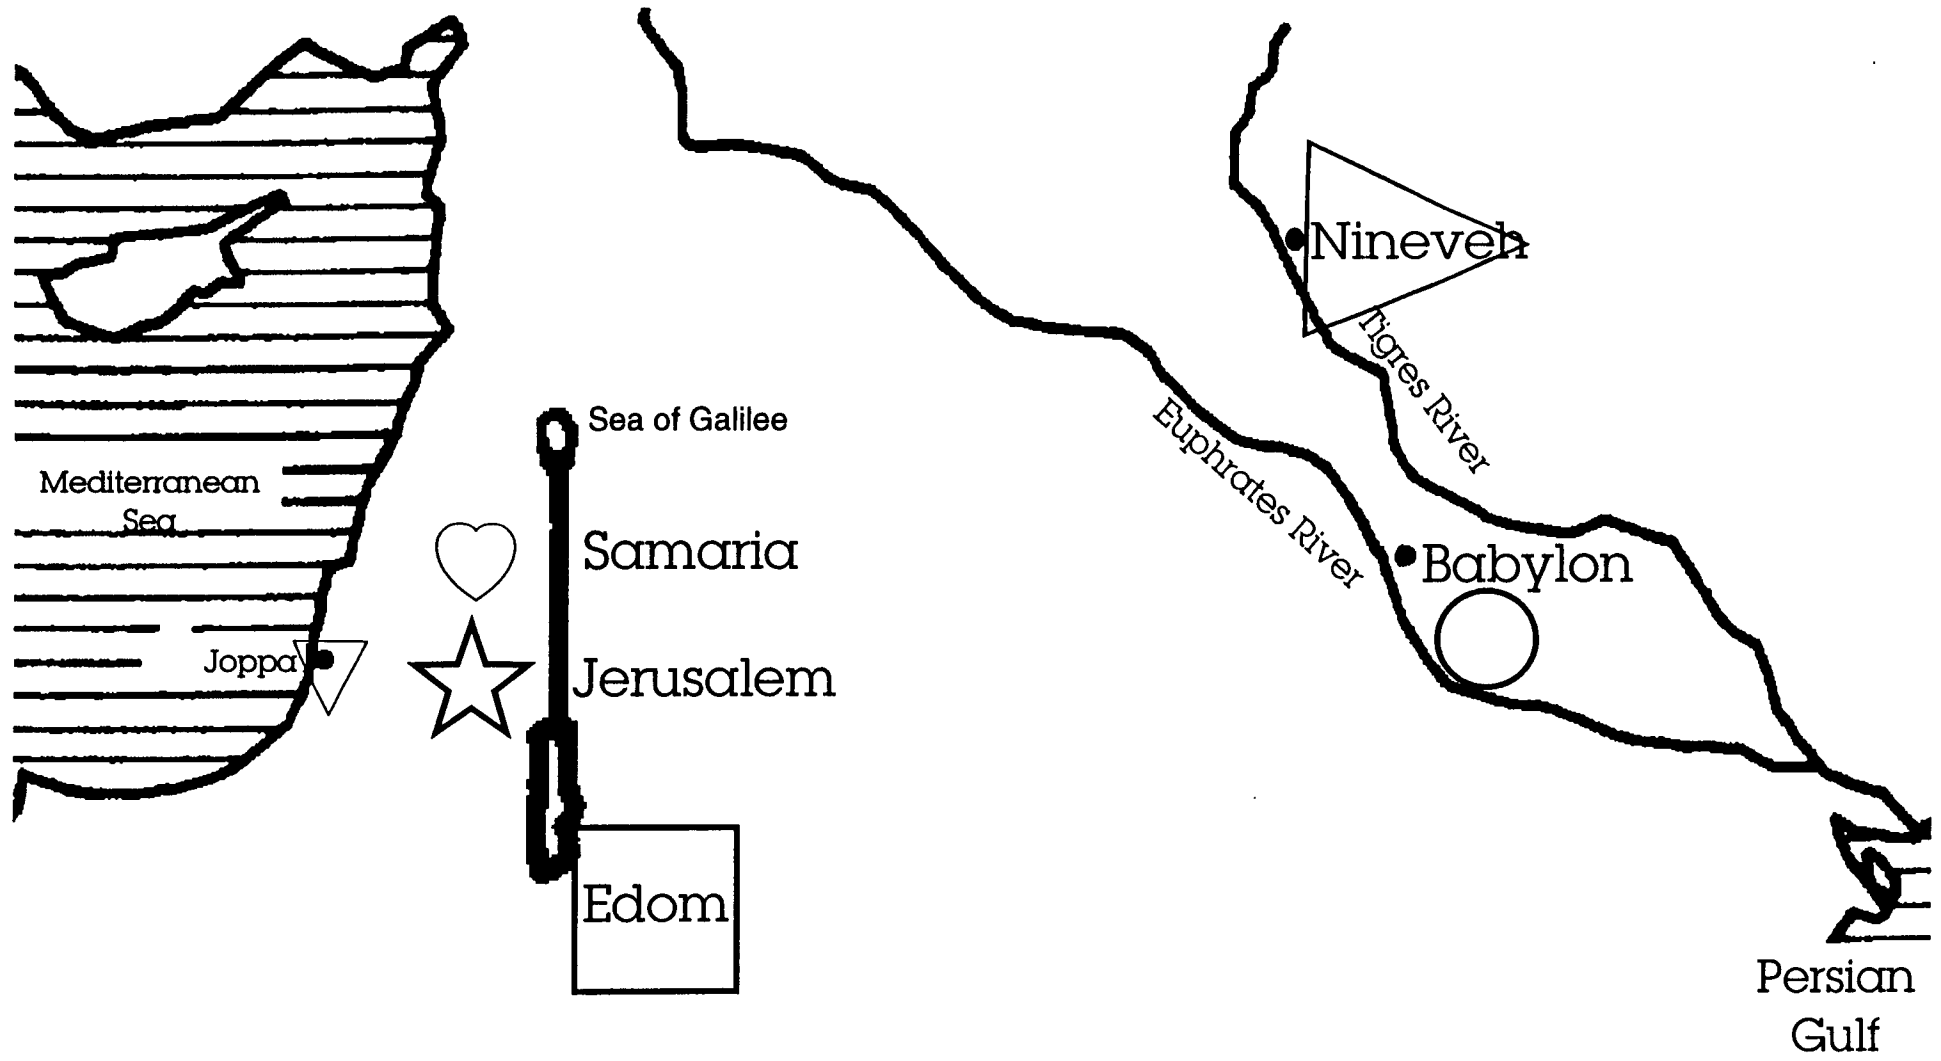 Nineveh
Tigres River
Sea of Galilee
Euphrates River
Mediterranean
Sea
Samaria
Babylon
Joppa
Jerusalem
Edom
Persian
Gulf